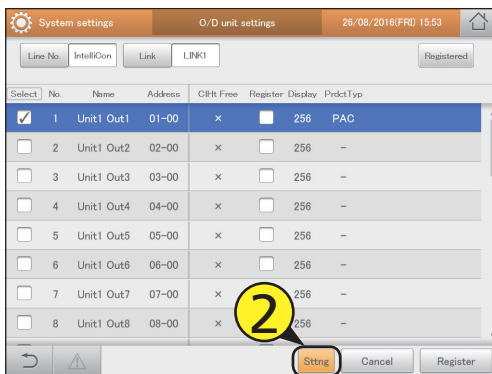 System settings O/D unit settings 26/08/2016(FRI) 15:53
Line No. IntelliCon Link LINK1 Registered
Select No. Name Address ClHt Free Register Display PrdctTyp
1 Unit1 Out1 01-00 × 256 PAC
2 Unit1 Out2 02-00 × 256 -
3 Unit1 Out3 03-00 × 256 -
4 Unit1 Out4 04-00 × 256 -
5 Unit1 Out5 05-00 × 256 -
6 Unit1 Out6 06-00 × 256 -
7 Unit1 Out7 07-00 × 256 -
8 Unit1 Out8 08-00 × 256 -
2
Sttng Cancel Register